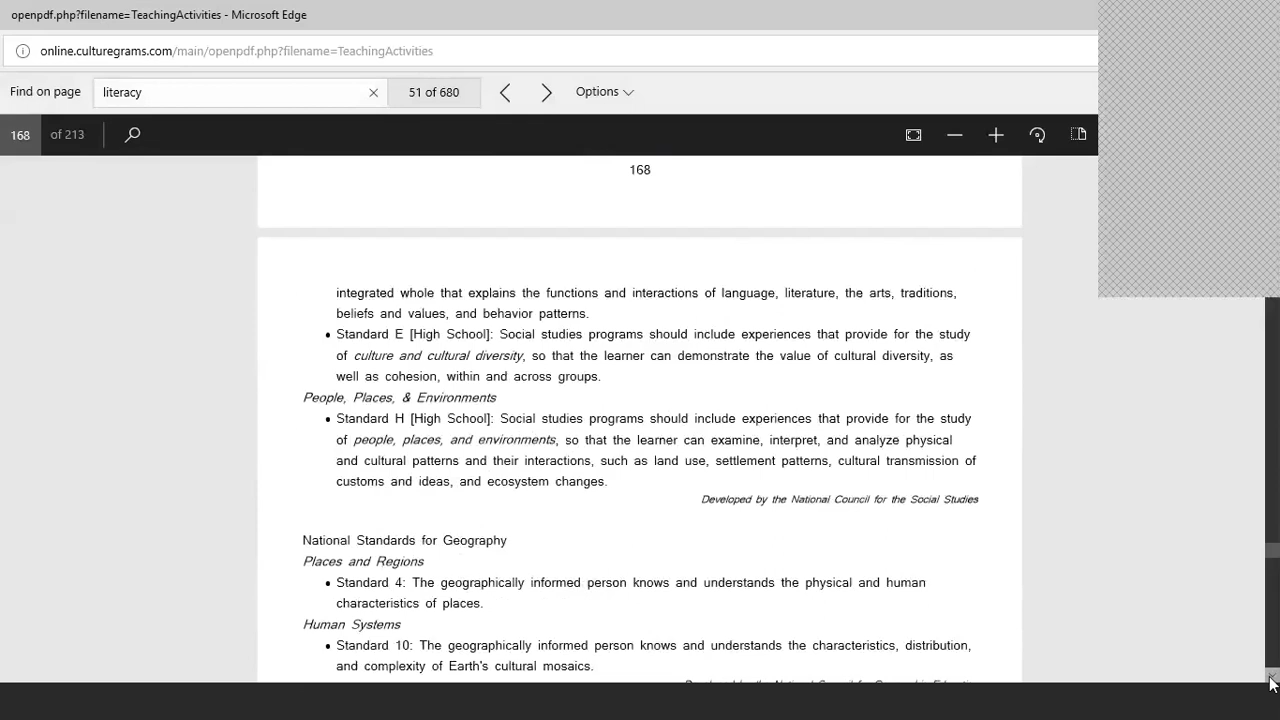 openpdf.php?filename=TeachingActivities - Microsoft Edge
online.culturegrams.com/main/openpdf.php?filename=TeachingActivities
Find on page literacy 51 of 680 Options
168 of 213
168
integrated whole that explains the functions and interactions of language, literature, the arts, traditions,
beliefs and values, and behavior patterns.
• Standard E [High School]: Social studies programs should include experiences that provide for the study
of culture and cultural diversity, so that the learner can demonstrate the value of cultural diversity, as
well as cohesion, within and across groups.
People, Places, & Environments
• Standard H [High School]: Social studies programs should include experiences that provide for the study
of people, places, and environments, so that the learner can examine, interpret, and analyze physical
and cultural patterns and their interactions, such as land use, settlement patterns, cultural transmission of
customs and ideas, and ecosystem changes.
Developed by the National Council for the Social Studies
National Standards for Geography
Places and Regions
• Standard 4: The geographically informed person knows and understands the physical and human
characteristics of places.
Human Systems
• Standard 10: The geographically informed person knows and understands the characteristics, distribution,
and complexity of Earth's cultural mosaics.